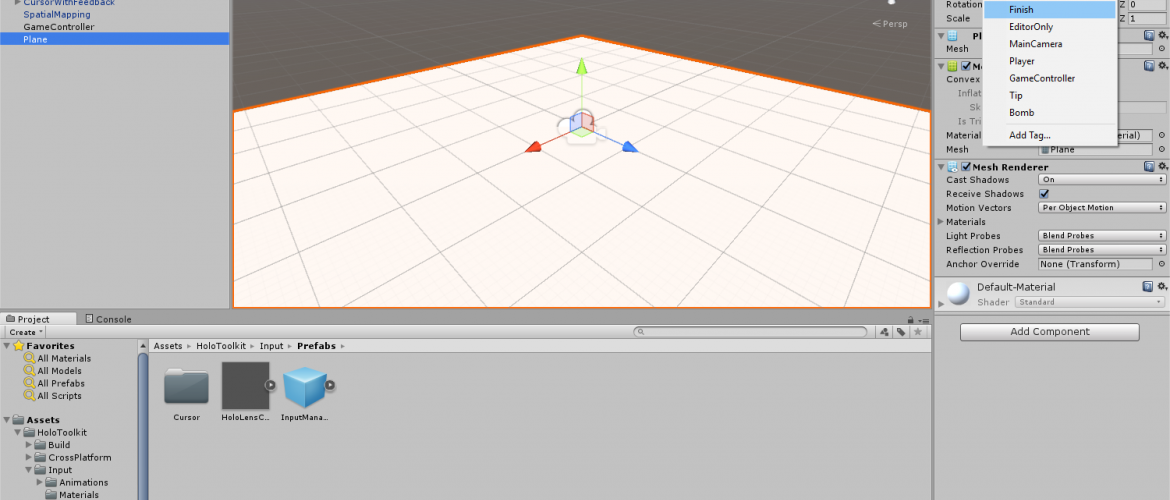 CursorWithFeedback
SpatialMapping
GameController
Plane
Persp
Rotation
Z 0
Scale
Z 1
Finish
EditorOnly
MainCamera
Player
GameController
Tip
Bomb
Add Tag...
Pl
Mesh
Me
Convex
Inflat
Sk
Is Tri
Material
erial)
Mesh
Plane
Mesh Renderer
Cast Shadows
On
Receive Shadows
Motion Vectors
Per Object Motion
Materials
Light Probes
Blend Probes
Reflection Probes
Blend Probes
Anchor Override
None (Transform)
Default-Material
Shader
Standard
Add Component
Project
Console
Create
Favorites
All Materials
All Models
All Prefabs
All Scripts
Assets
HoloToolkit
Build
CrossPlatform
Input
Animations
Materials
Assets ▸ HoloToolkit ▸ Input ▸ Prefabs ▸
Cursor
HoloLensC...
InputMana...